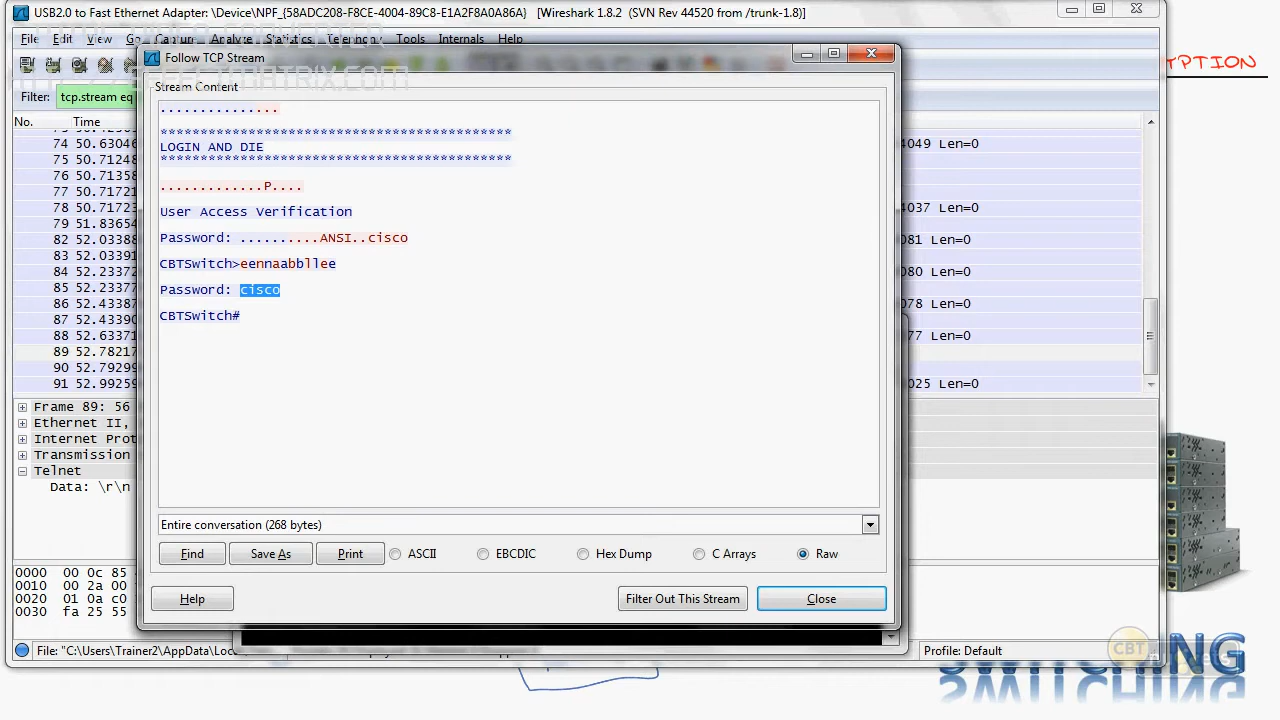 USB2.0 to Fast Ethernet Adapter: \Device\NPF_{58ADC208-F8CE-4004-89C8-E1A2F8A0A86A} [Wireshark 1.8.2 (SVN Rev 44520 from /trunk-1.8)]
File Edit View Go Capture Analyze Statistics Telephony Tools Internals Help
Follow TCP Stream
YPTION
Stream Content
Filter: tcp.stream eq
No. Time
...............
********************************************
LOGIN AND DIE
********************************************
.............P....
User Access Verification
Password: ..........ANSI..cisco
CBTSwitch>eennaabbllee
Password: cisco
CBTSwitch#
74 50.63046
4049 Len=0
75 50.71248
76 50.71358
77 50.71721
78 50.71723
4037 Len=0
79 51.83654
82 52.03388
081 Len=0
83 52.03391
84 52.23372
080 Len=0
85 52.23377
86 52.43387
078 Len=0
87 52.43390
88 52.63371
77 Len=0
89 52.78217
90 52.79299
91 52.99259
025 Len=0
Frame 89: 56
Ethernet II,
Internet Prot
Transmission
Telnet
Data: \r\n
Entire conversation (268 bytes)
Find Save As Print ASCII EBCDIC Hex Dump C Arrays Raw
Help Filter Out This Stream Close
0000 00 0c 85
0010 00 2a 00
0020 01 0a c0
0030 fa 25 55
File: "C:\Users\Trainer2\AppData\Loc
Profile: Default
CBT
SWITCHING